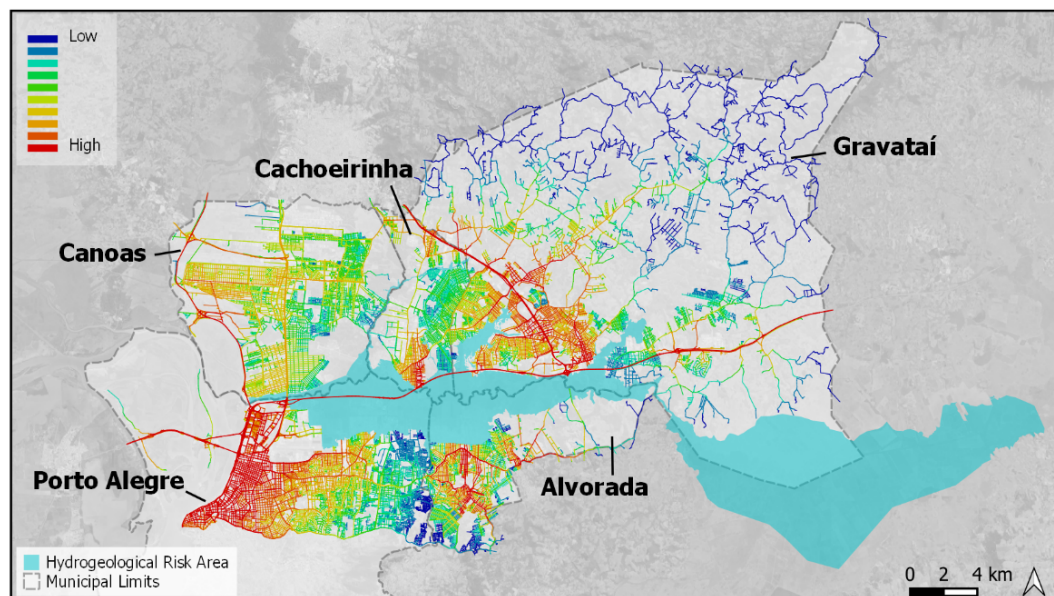 Low
High
Gravataí
Cachoeirinha
Canoas
Porto Alegre
Alvorada
Hydrogeological Risk Area
Municipal Limits
0 2 4 km